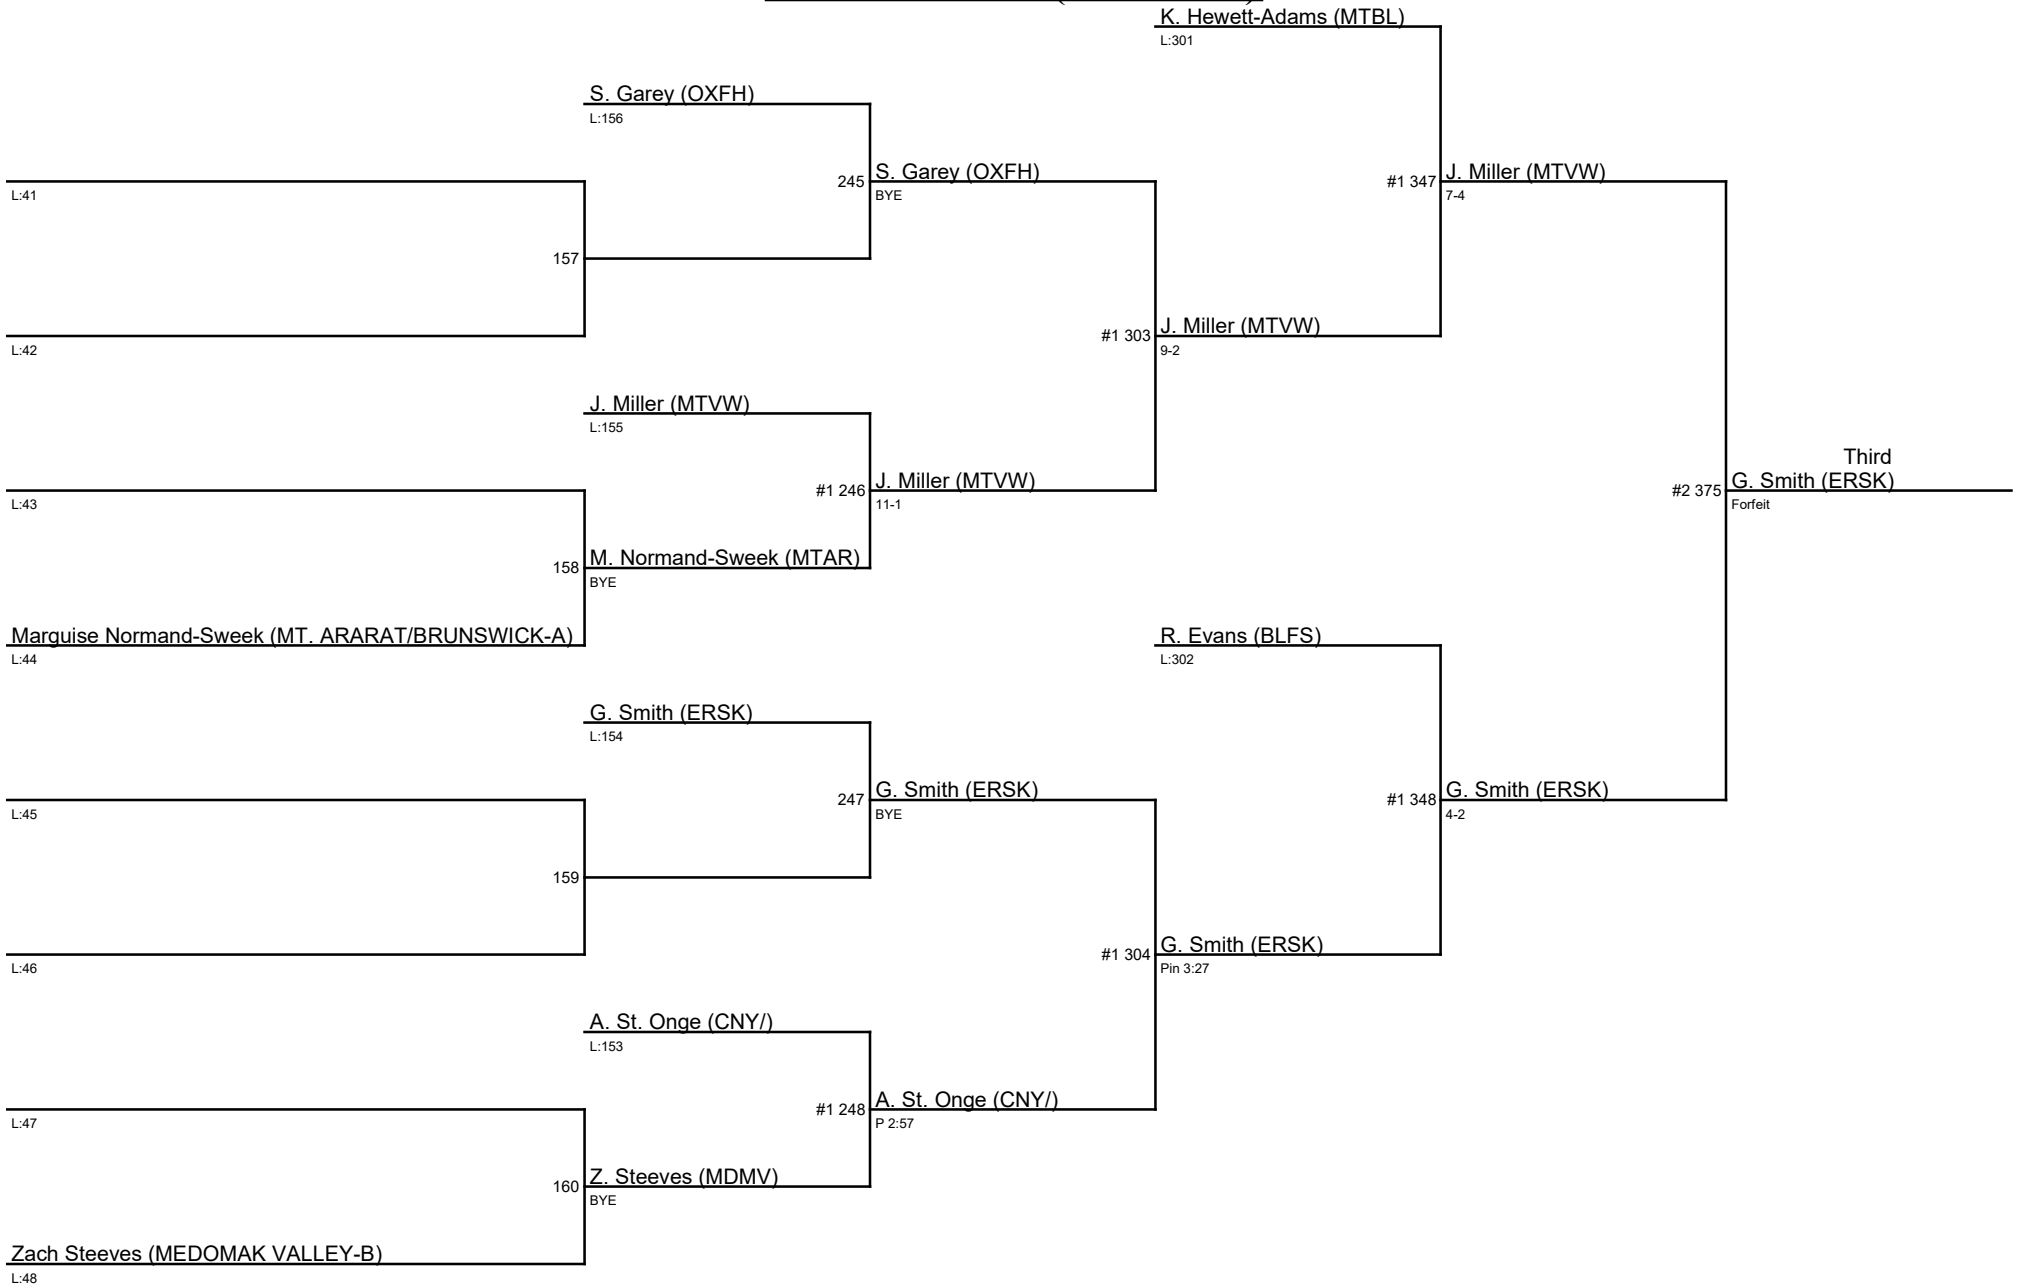 K. Hewett-Adams (MTBL)
L:301
S. Garey (OXFH)
L:156
245 S. Garey (OXFH)
BYE
#1 347 J. Miller (MTVW)
7-4
L:41
157
#1 303 J. Miller (MTVW)
9-2
L:42
J. Miller (MTVW)
L:155
Third
#1 246 J. Miller (MTVW)
11-1
#2 375 G. Smith (ERSK)
Forfeit
L:43
158 M. Normand-Sweek (MTAR)
BYE
Marguise Normand-Sweek (MT. ARARAT/BRUNSWICK-A)
L:44
R. Evans (BLFS)
L:302
G. Smith (ERSK)
L:154
247 G. Smith (ERSK)
BYE
#1 348 G. Smith (ERSK)
4-2
L:45
159
#1 304 G. Smith (ERSK)
Pin 3:27
L:46
A. St. Onge (CNY/)
L:153
#1 248 A. St. Onge (CNY/)
P 2:57
L:47
160 Z. Steeves (MDMV)
BYE
Zach Steeves (MEDOMAK VALLEY-B)
L:48